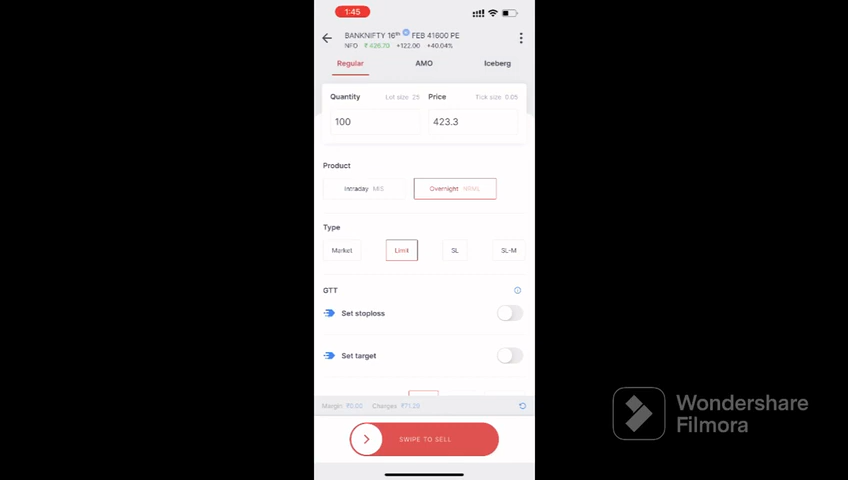 1:45
BANKNIFTY 16th FEB 41600 PE
NFO ₹ 426.70 +122.00 +40.04%
Regular AMO Iceberg
Quantity Lot size 25 Price Tick size 0.05
100 423.3
Product
Intraday MIS Overnight NRML
Type
Market Limit SL SL-M
GTT
Set stoploss
Set target
Margin ₹0.00 Charges ₹71.20
SWIPE TO SELL
Wondershare
Filmora